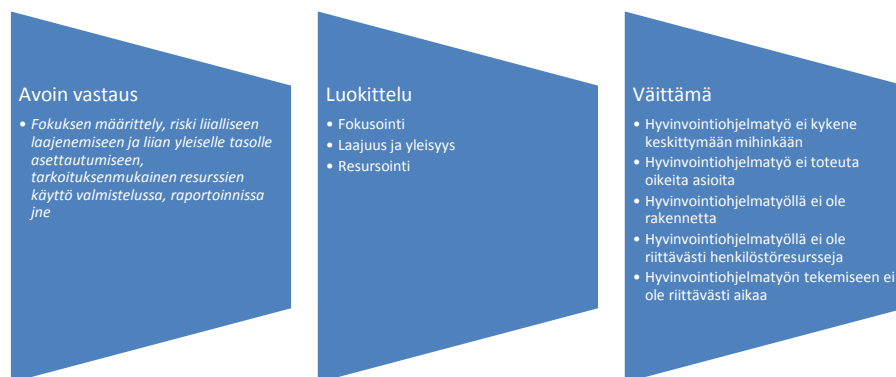 Avoin vastaus
• Fokuksen määrittely, riski liialliseen
laajenemiseen ja liian yleiselle tasolle
asettautumiseen,
tarkoituksenmukainen resurssien
käyttö valmistelussa, raportoinnissa
jne
Luokittelu
• Fokusointi
• Laajuus ja yleisyys
• Resursointi
Väittämä
• Hyvinvointiohjelmatyö ei kykene
keskittymään mihinkään
• Hyvinvointiohjelmatyö ei toteuta
oikeita asioita
• Hyvinvointiohjelmatyöllä ei ole
rakennetta
• Hyvinvointiohjelmatyöllä ei ole
riittävästi henkilöstöresursseja
• Hyvinvointiohjelmatyön tekemiseen ei
ole riittävästi aikaa